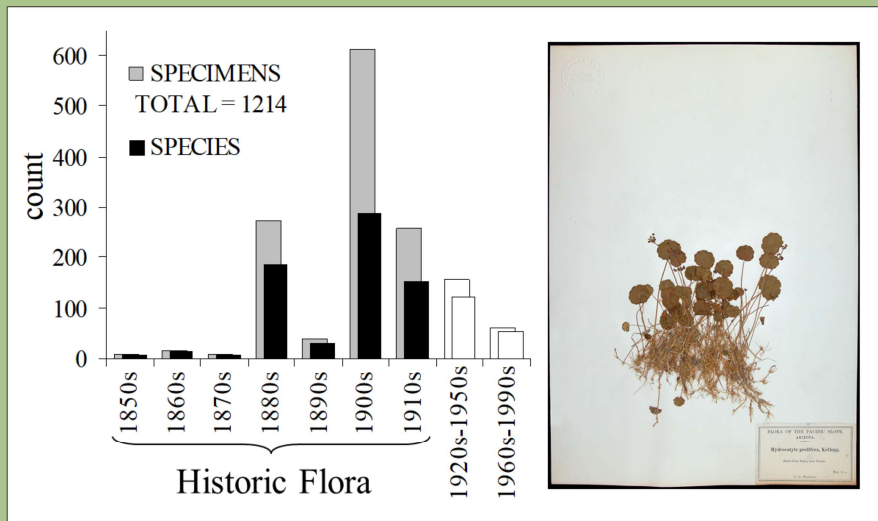 600
500
400
300
200
100
0
count
SPECIMENS
TOTAL = 1214
SPECIES
1850s
1860s
1870s
1880s
1890s
1900s
1910s
1920s-1950s
1960s-1990s
Historic Flora
FLORA OF THE PACIFIC SLOPE.
ARIZONA.
Hydrocotyle prolifera, Kellogg.